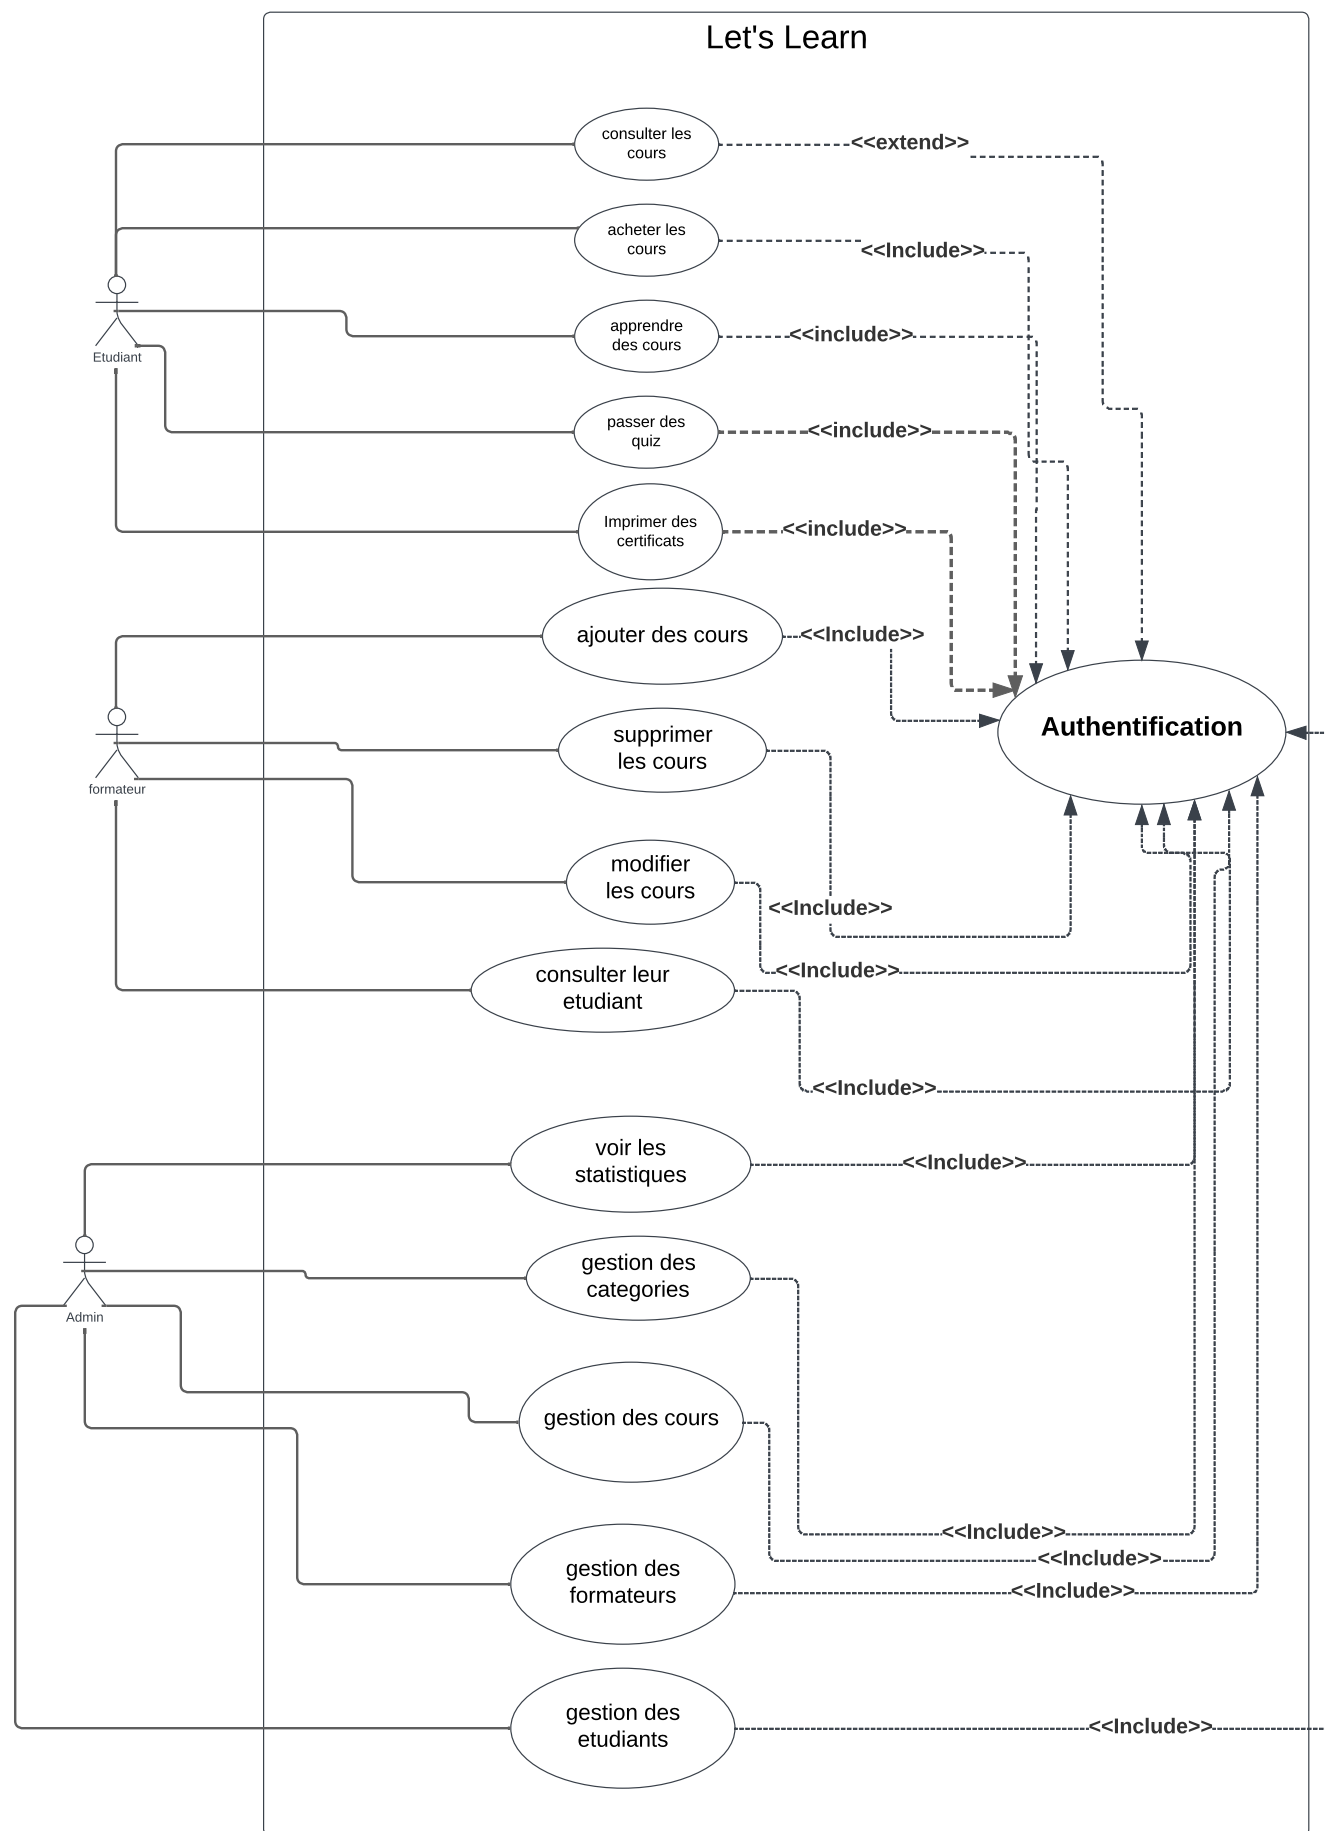 Let's Learn
consulter les
cours
<<extend>>
acheter les
cours
<<Include>>
apprendre
des cours
<<include>>
Etudiant
passer des
quiz
<<include>>
Imprimer des
certificats
<<include>>
ajouter des cours
<<Include>>
Authentification
supprimer
les cours
formateur
modifier
les cours
<<Include>>
<<Include>>
consulter leur
etudiant
<<Include>>
voir les
statistiques
<<Include>>
gestion des
categories
Admin
gestion des cours
<<Include>>
<<Include>>
gestion des
formateurs
<<Include>>
gestion des
etudiants
<<Include>>